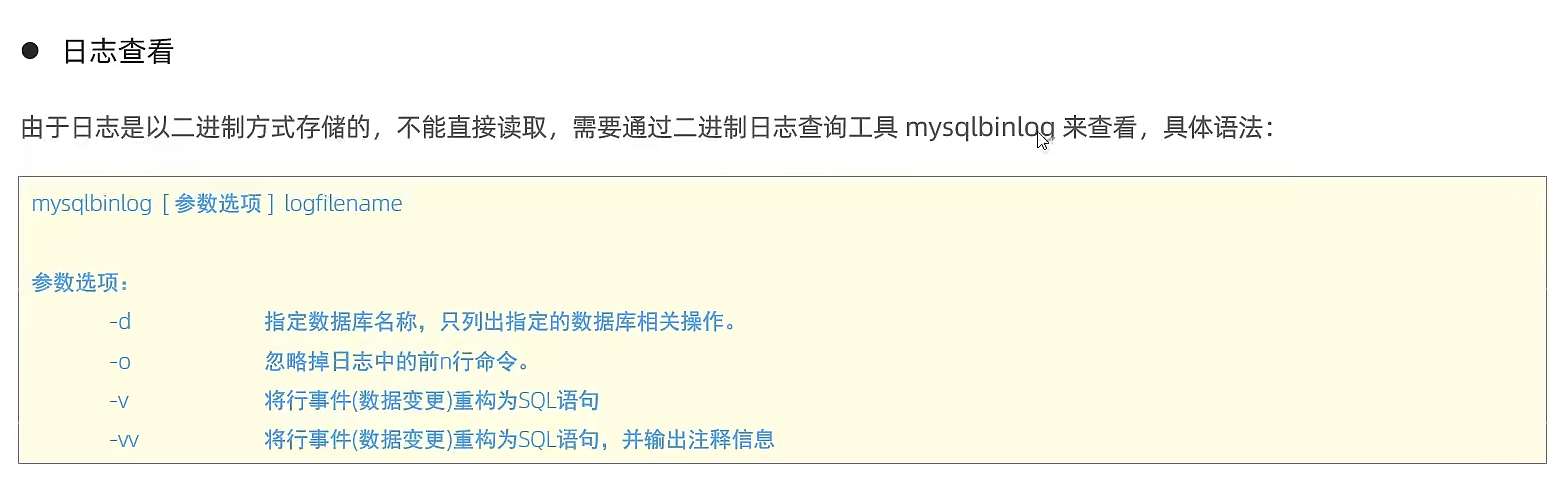 ● 日志查看
由于日志是以二进制方式存储的，不能直接读取，需要通过二进制日志查询工具 mysqlbinlog 来查看，具体语法：
mysqlbinlog [ 参数选项 ] logfilename
参数选项：
-d 指定数据库名称，只列出指定的数据库相关操作。
-o 忽略掉日志中的前n行命令。
-v 将行事件(数据变更)重构为SQL语句
-vv 将行事件(数据变更)重构为SQL语句，并输出注释信息